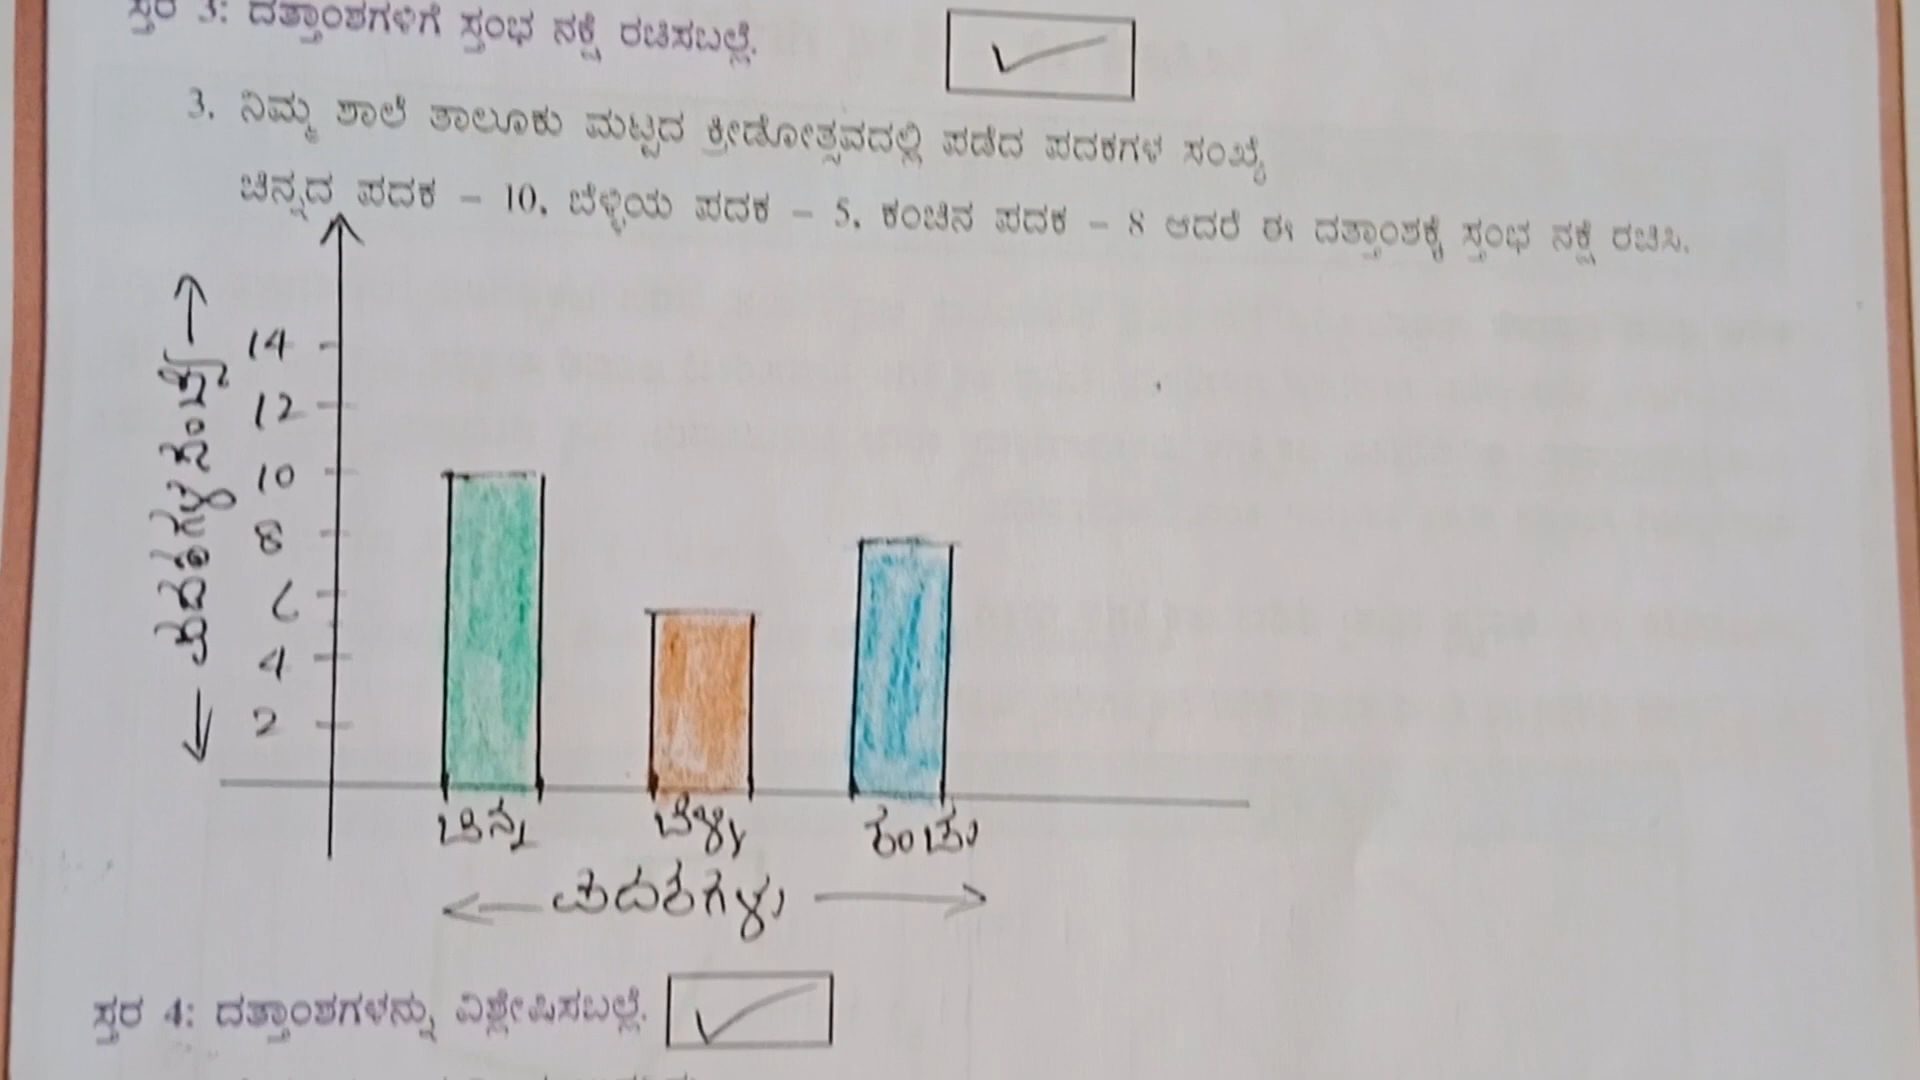 ಸ್ತರ 3: ದತ್ತಾಂಶಗಳಿಗೆ ಸ್ತಂಭ ನಕ್ಷೆ ರಚಿಸಬಲ್ಲೆ.
3. ನಿಮ್ಮ ಶಾಲೆ ತಾಲೂಕು ಮಟ್ಟದ ಕ್ರೀಡೋತ್ಸವದಲ್ಲಿ ಪಡೆದ ಪದಕಗಳ ಸಂಖ್ಯೆ
ಚಿನ್ನದ ಪದಕ – 10, ಬೆಳ್ಳಿಯ ಪದಕ – 5, ಕಂಚಿನ ಪದಕ – 8 ಆದರೆ ಈ ದತ್ತಾಂಶಕ್ಕೆ ಸ್ತಂಭ ನಕ್ಷೆ ರಚಿಸಿ.
ಪದಕಗಳ ಸಂಖ್ಯೆ
14
12
10
8
6
4
2
ಚಿನ್ನ ಬೆಳ್ಳಿ ಕಂಚು
ಪದಕಗಳು
ಸ್ತರ 4: ದತ್ತಾಂಶಗಳನ್ನು ವಿಶ್ಲೇಷಿಸಬಲ್ಲೆ.